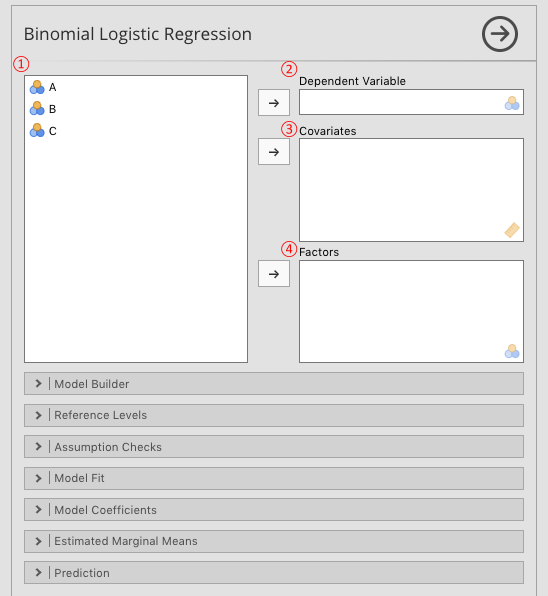 Binomial Logistic Regression
①
A
B
C
②
Dependent Variable
③
Covariates
④
Factors
Model Builder
Reference Levels
Assumption Checks
Model Fit
Model Coefficients
Estimated Marginal Means
Prediction